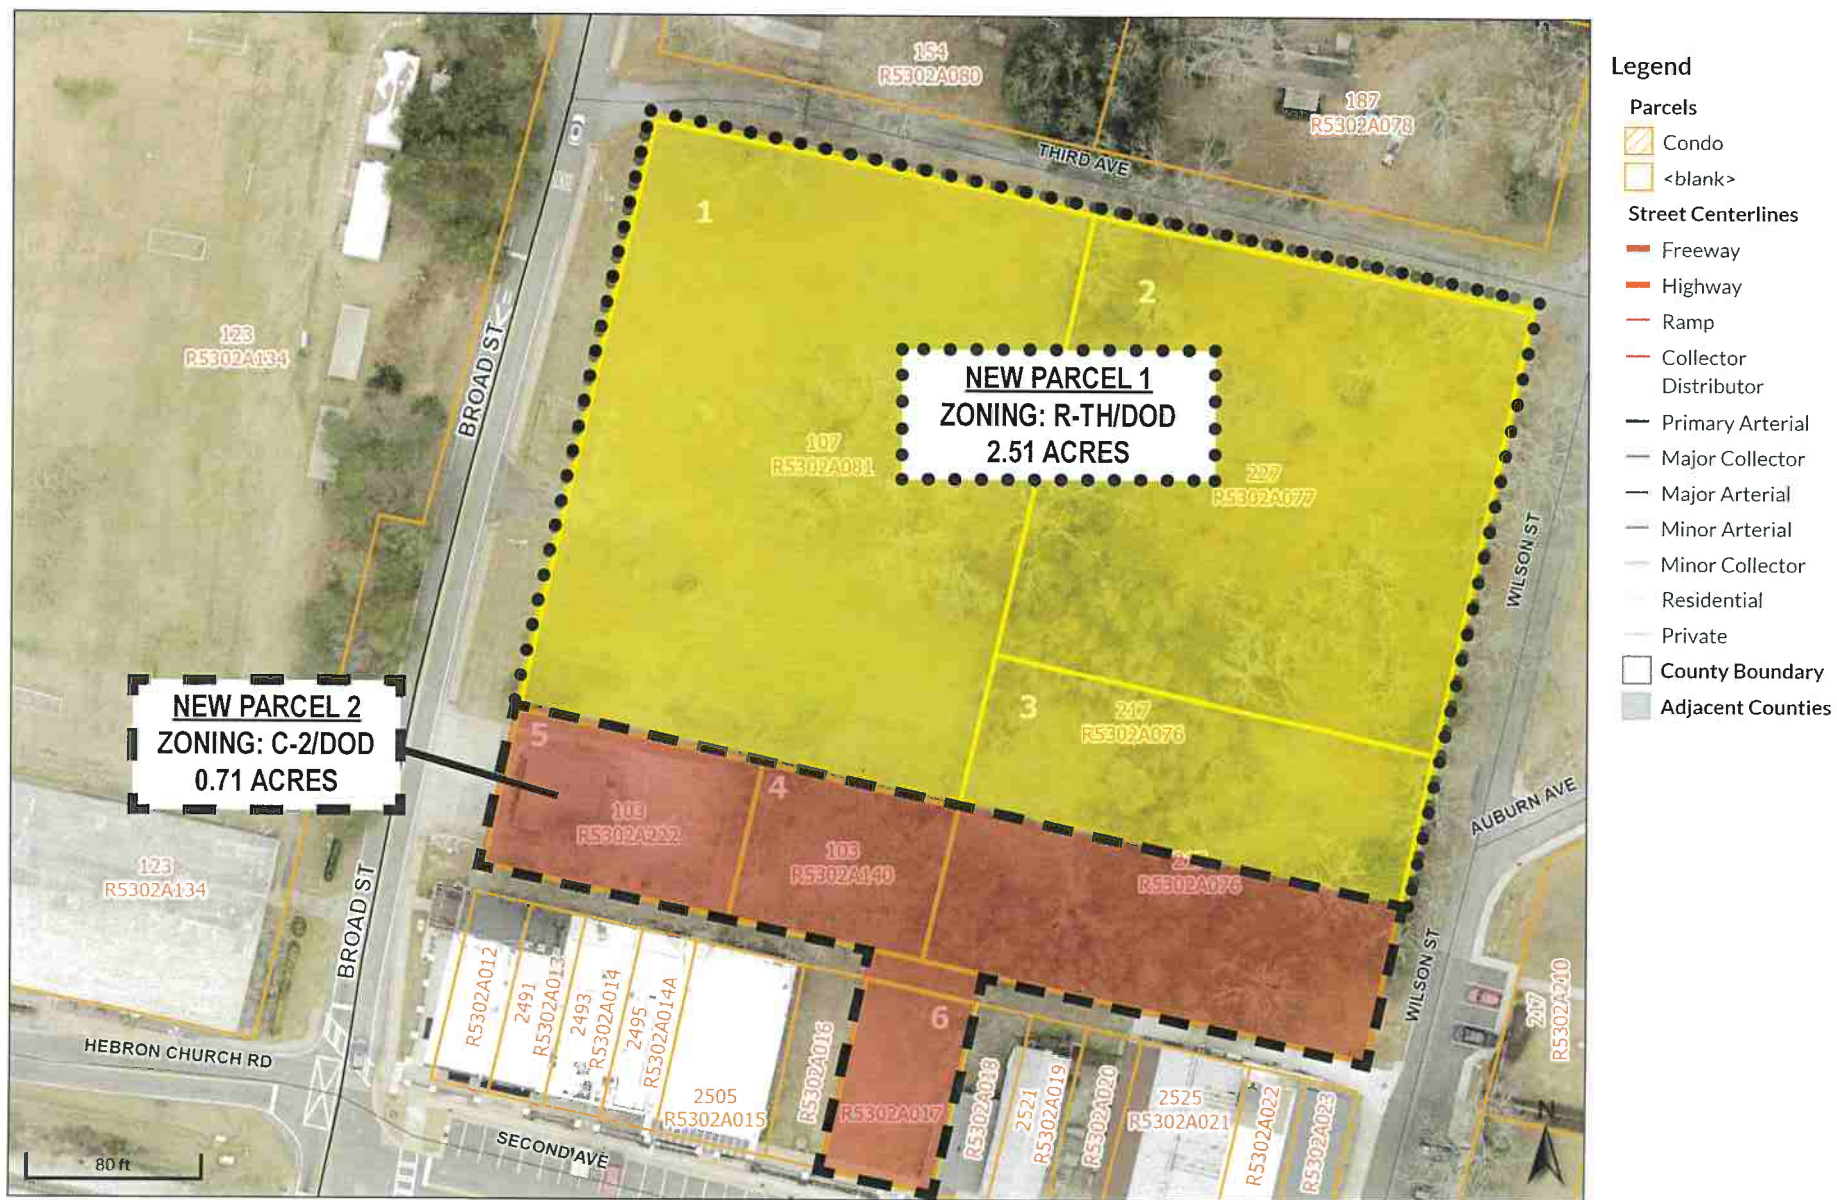 154
R5302A080
187
R5302A078
THIRD AVE
1
2
123
R5302A134
BROAD ST
NEW PARCEL 1
ZONING: R-TH/DOD
2.51 ACRES
107
R5302A081
227
R5302A077
WILSON ST
NEW PARCEL 2
ZONING: C-2/DOD
0.71 ACRES
3
217
R5302A076
5
4
103
R5302A222
103
R5302A140
R5302A076
AUBURN AVE
123
R5302A134
BROAD ST
WILSON ST
217
R5302A210
R5302A012
2491
R5302A013
2493
R5302A014
2495
R5302A014A
2505
R5302A015
R5302A016
6
R5302A017
R5302A018
2521
R5302A019
R5302A020
2525
R5302A021
R5302A022
R5302A023
HEBRON CHURCH RD
SECOND AVE
80 ft
N
Legend
Parcels
Condo
<blank>
Street Centerlines
Freeway
Highway
Ramp
Collector
Distributor
Primary Arterial
Major Collector
Major Arterial
Minor Arterial
Minor Collector
Residential
Private
County Boundary
Adjacent Counties